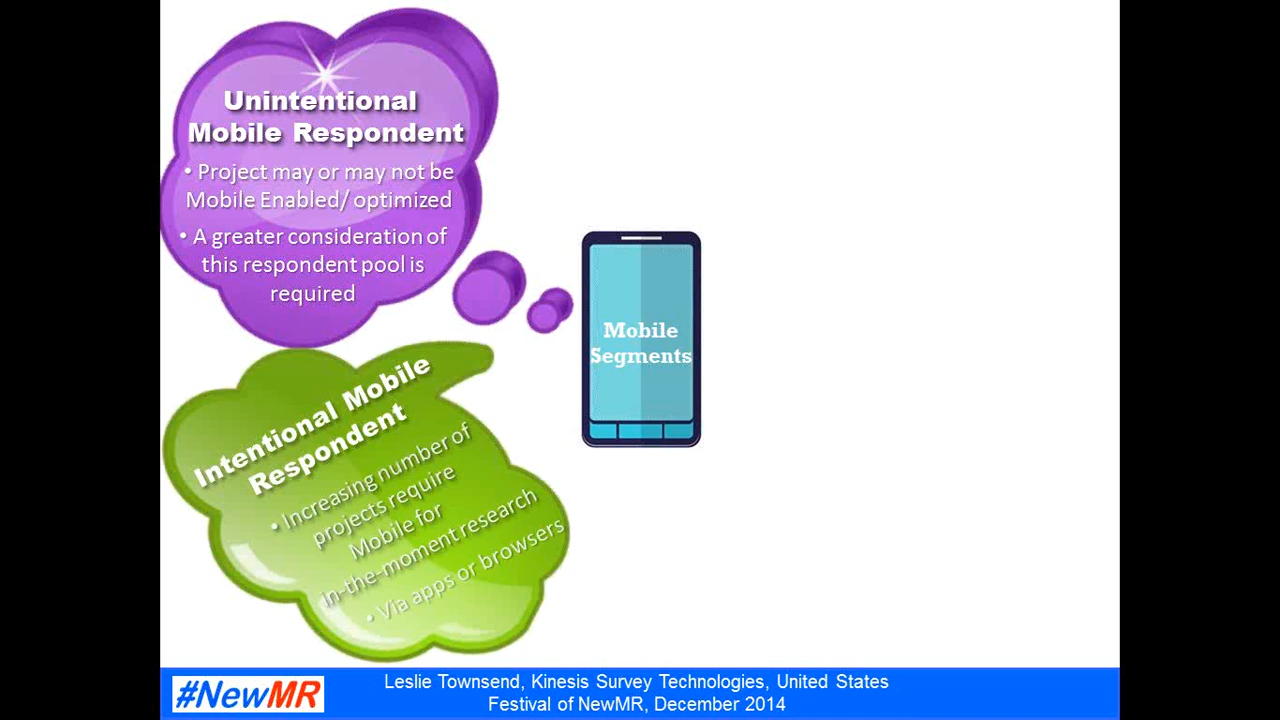 Unintentional
Mobile Respondent
• Project may or may not be
Mobile Enabled/ optimized
• A greater consideration of
this respondent pool is
required
Mobile
Segments
Intentional Mobile
Respondent
• Increasing number of
projects require
Mobile for
in-the-moment research
• Via apps or browsers
#NewMR
Leslie Townsend, Kinesis Survey Technologies, United States
Festival of NewMR, December 2014